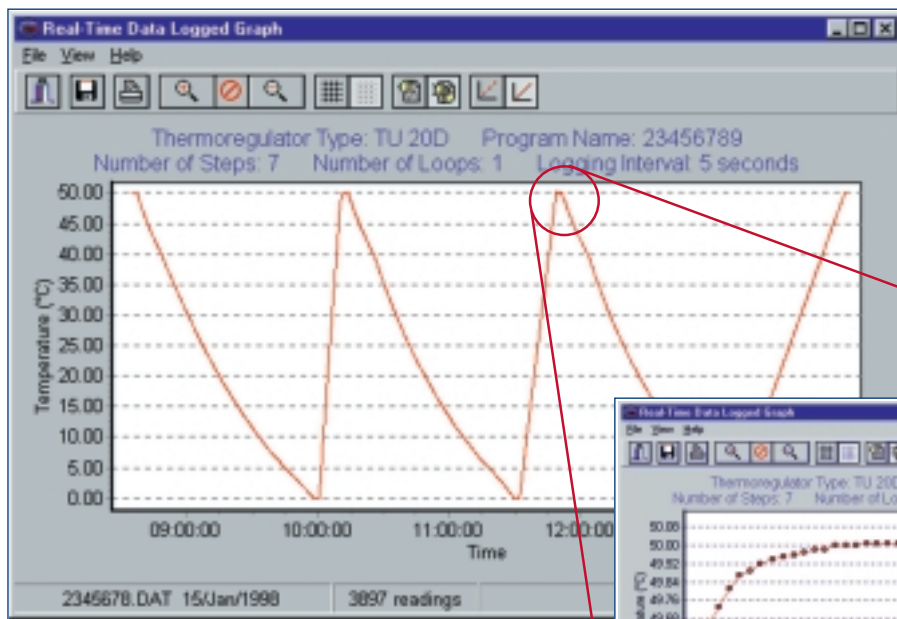 Real-Time Data Logged Graph
File View Help
Thermoregulator Type: TU 20D Program Name: 23456789
Number of Steps: 7 Number of Loops: 1 Logging Interval: 5 seconds
Temperature (°C)
50.00
45.00
40.00
35.00
30.00
25.00
20.00
15.00
10.00
5.00
0.00
09:00:00 10:00:00 11:00:00 12:00:00
Time
2345678.DAT 15/Jan/1998 3897 readings
Real-Time Data Logged Graph
File View Help
Thermoregulator Type: TU 20D
Number of Steps: 7 Number of Lo
ature (°C)
50.08
50.00
49.92
49.84
49.76